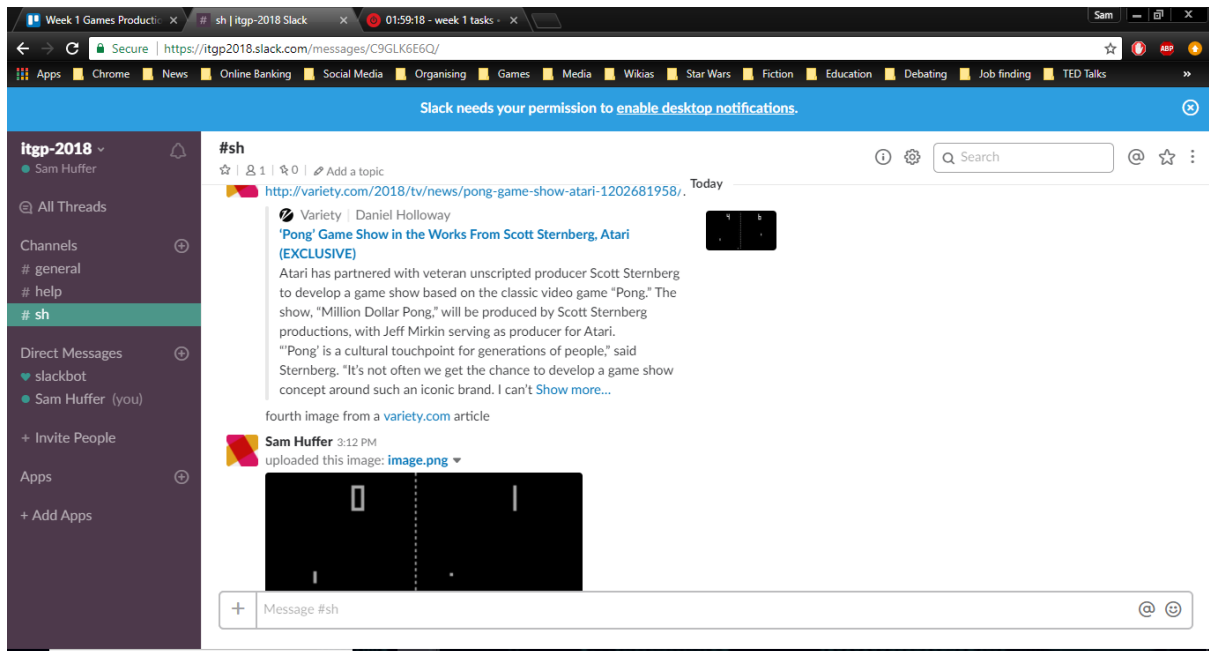 Week 1 Games Productic
# sh | itgp-2018 Slack
01:59:18 - week 1 tasks -
Sam
Secure | https://itgp2018.slack.com/messages/C9GLK6E6Q/
ABP
Apps Chrome News Online Banking Social Media Organising Games Media Wikias Star Wars Fiction Education Debating Job finding TED Talks »
Slack needs your permission to enable desktop notifications.
itgp-2018
Sam Huffer
All Threads
Channels
# general
# help
# sh
Direct Messages
slackbot
Sam Huffer (you)
+ Invite People
Apps
+ Add Apps
#sh
1 | 0 | Add a topic
Search
Today
http://variety.com/2018/tv/news/pong-game-show-atari-1202681958/.
Variety | Daniel Holloway
‘Pong’ Game Show in the Works From Scott Sternberg, Atari
(EXCLUSIVE)
Atari has partnered with veteran unscripted producer Scott Sternberg
to develop a game show based on the classic video game “Pong.” The
show, “Million Dollar Pong,” will be produced by Scott Sternberg
productions, with Jeff Mirkin serving as producer for Atari.
“‘Pong’ is a cultural touchpoint for generations of people,” said
Sternberg. “It’s not often we get the chance to develop a game show
concept around such an iconic brand. I can’t Show more...
4 6
fourth image from a variety.com article
Sam Huffer 3:12 PM
uploaded this image: image.png
0 1
Message #sh